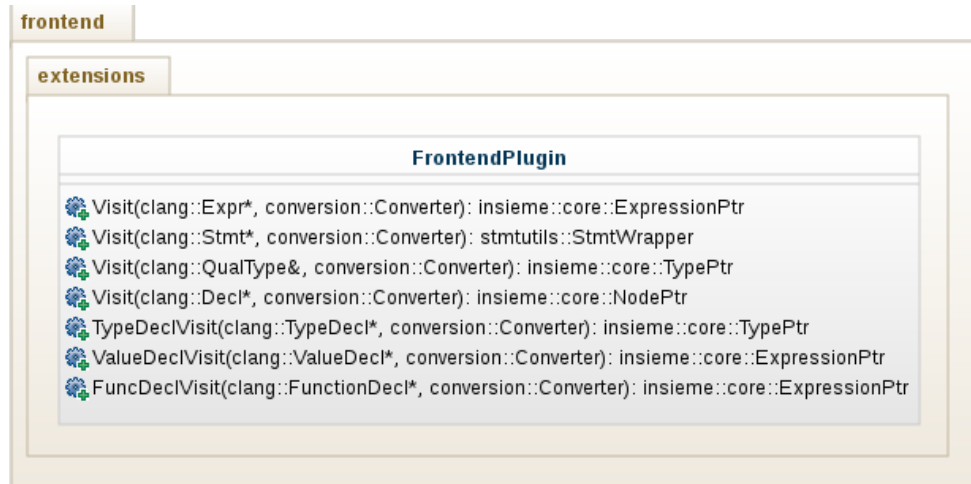 frontend
extensions
FrontendPlugin
Visit(clang::Expr*, conversion::Converter): insieme::core::ExpressionPtr
Visit(clang::Stmt*, conversion::Converter): stmtutils::StmtWrapper
Visit(clang::QualType&, conversion::Converter): insieme::core::TypePtr
Visit(clang::Decl*, conversion::Converter): insieme::core::NodePtr
TypeDeclVisit(clang::TypeDecl*, conversion::Converter): insieme::core::TypePtr
ValueDeclVisit(clang::ValueDecl*, conversion::Converter): insieme::core::ExpressionPtr
FuncDeclVisit(clang::FunctionDecl*, conversion::Converter): insieme::core::ExpressionPtr